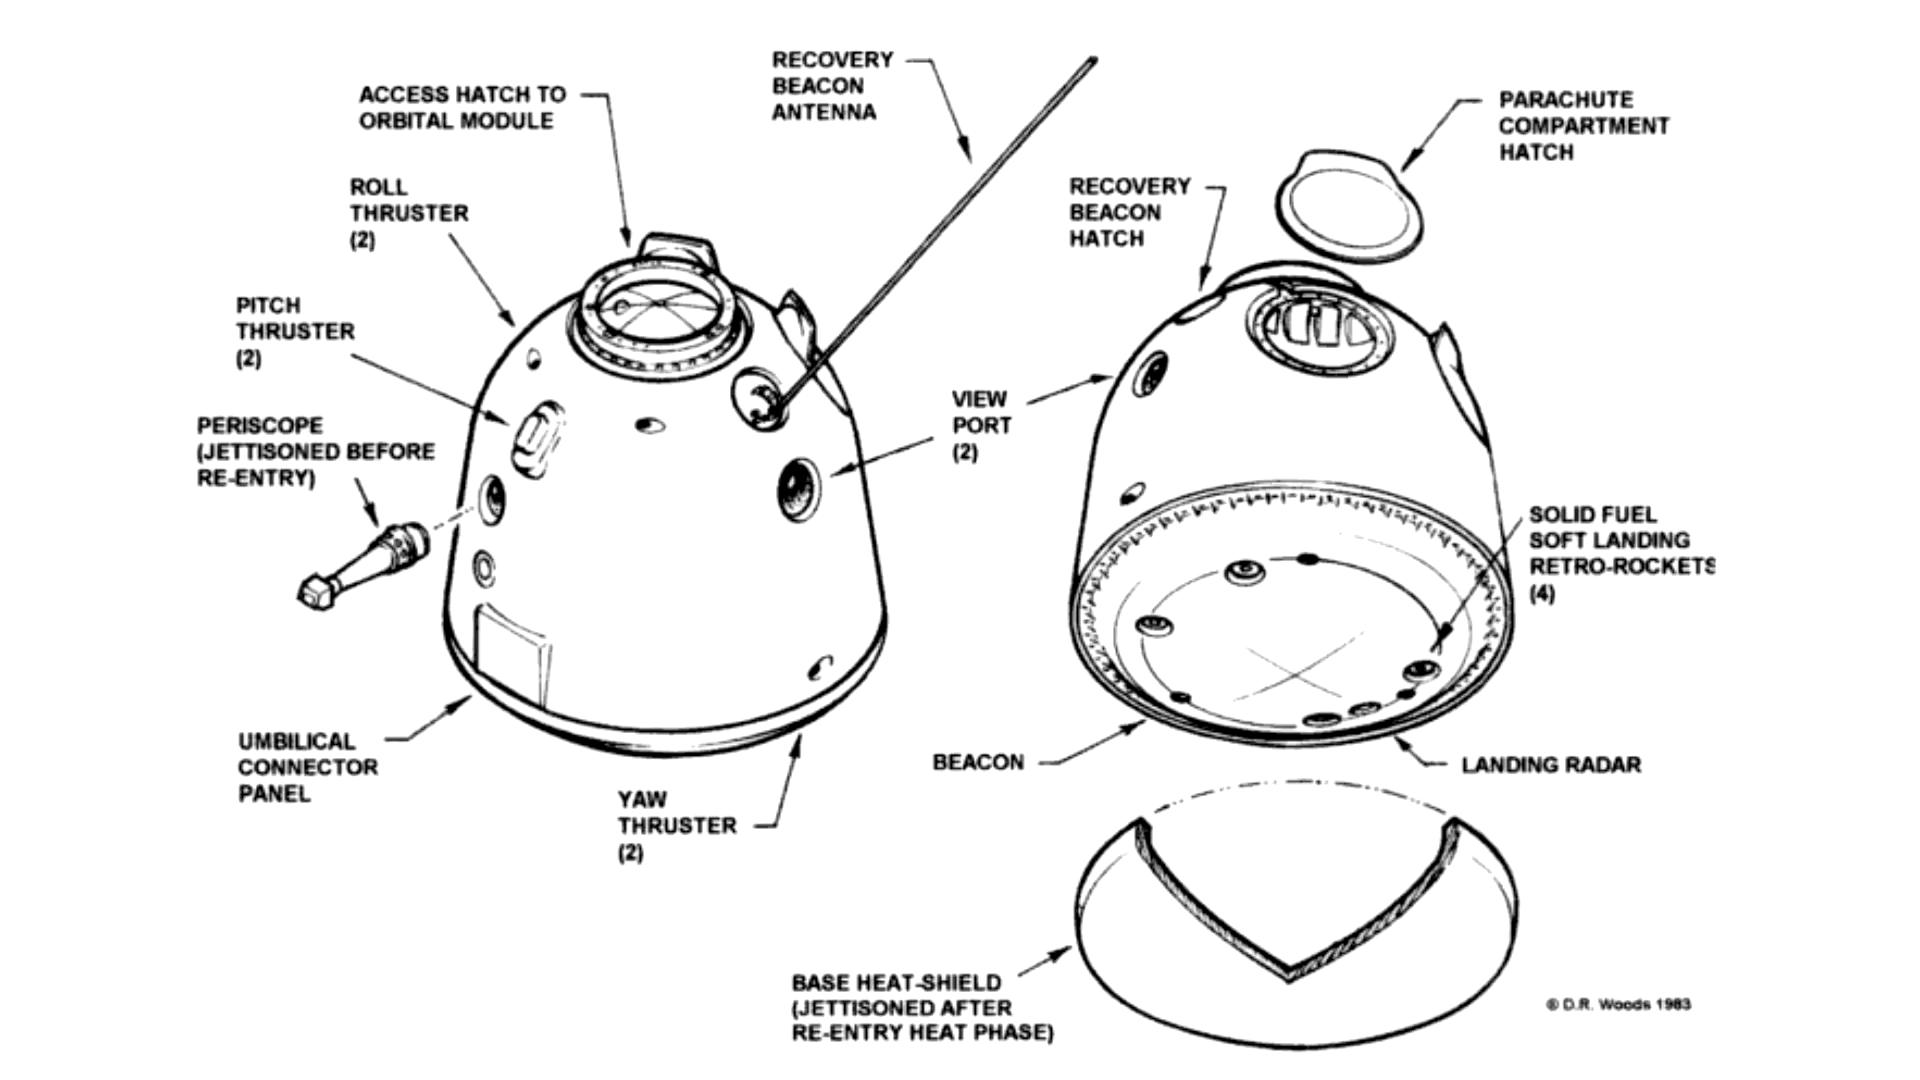 RECOVERY
BEACON
ANTENNA
ACCESS HATCH TO
ORBITAL MODULE
PARACHUTE
COMPARTMENT
HATCH
ROLL
THRUSTER
(2)
RECOVERY
BEACON
HATCH
PITCH
THRUSTER
(2)
VIEW
PORT
(2)
PERISCOPE
(JETTISONED BEFORE
RE-ENTRY)
SOLID FUEL
SOFT LANDING
RETRO-ROCKETS
(4)
UMBILICAL
CONNECTOR
PANEL
BEACON
LANDING RADAR
YAW
THRUSTER
(2)
BASE HEAT-SHIELD
(JETTISONED AFTER
RE-ENTRY HEAT PHASE)
© D.R. Woods 1983